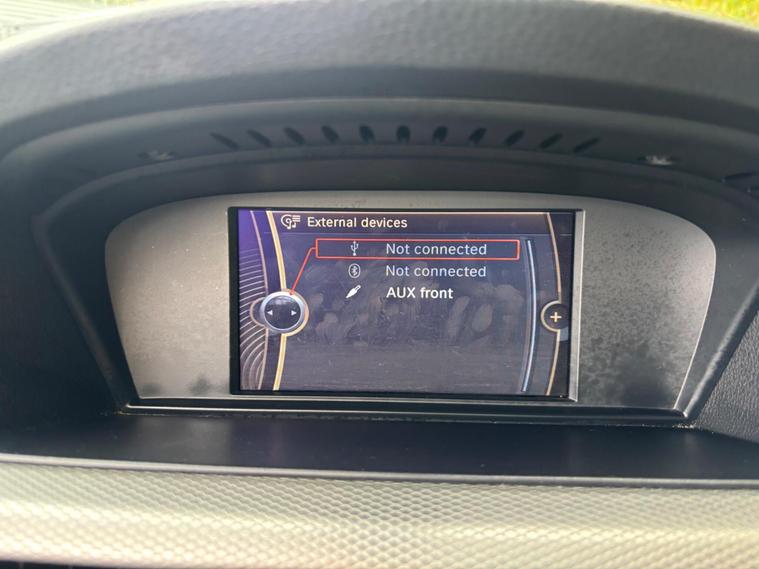 External devices
Not connected
Not connected
AUX front